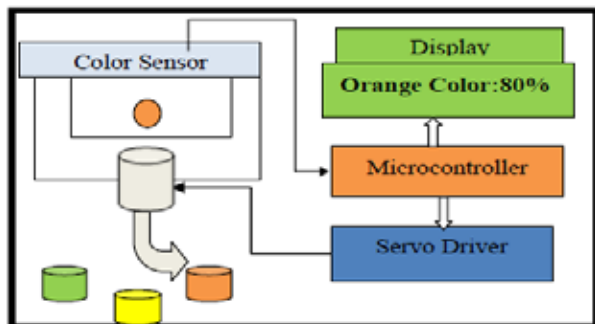 Color Sensor
Display
Orange Color:80%
Microcontroller
Servo Driver